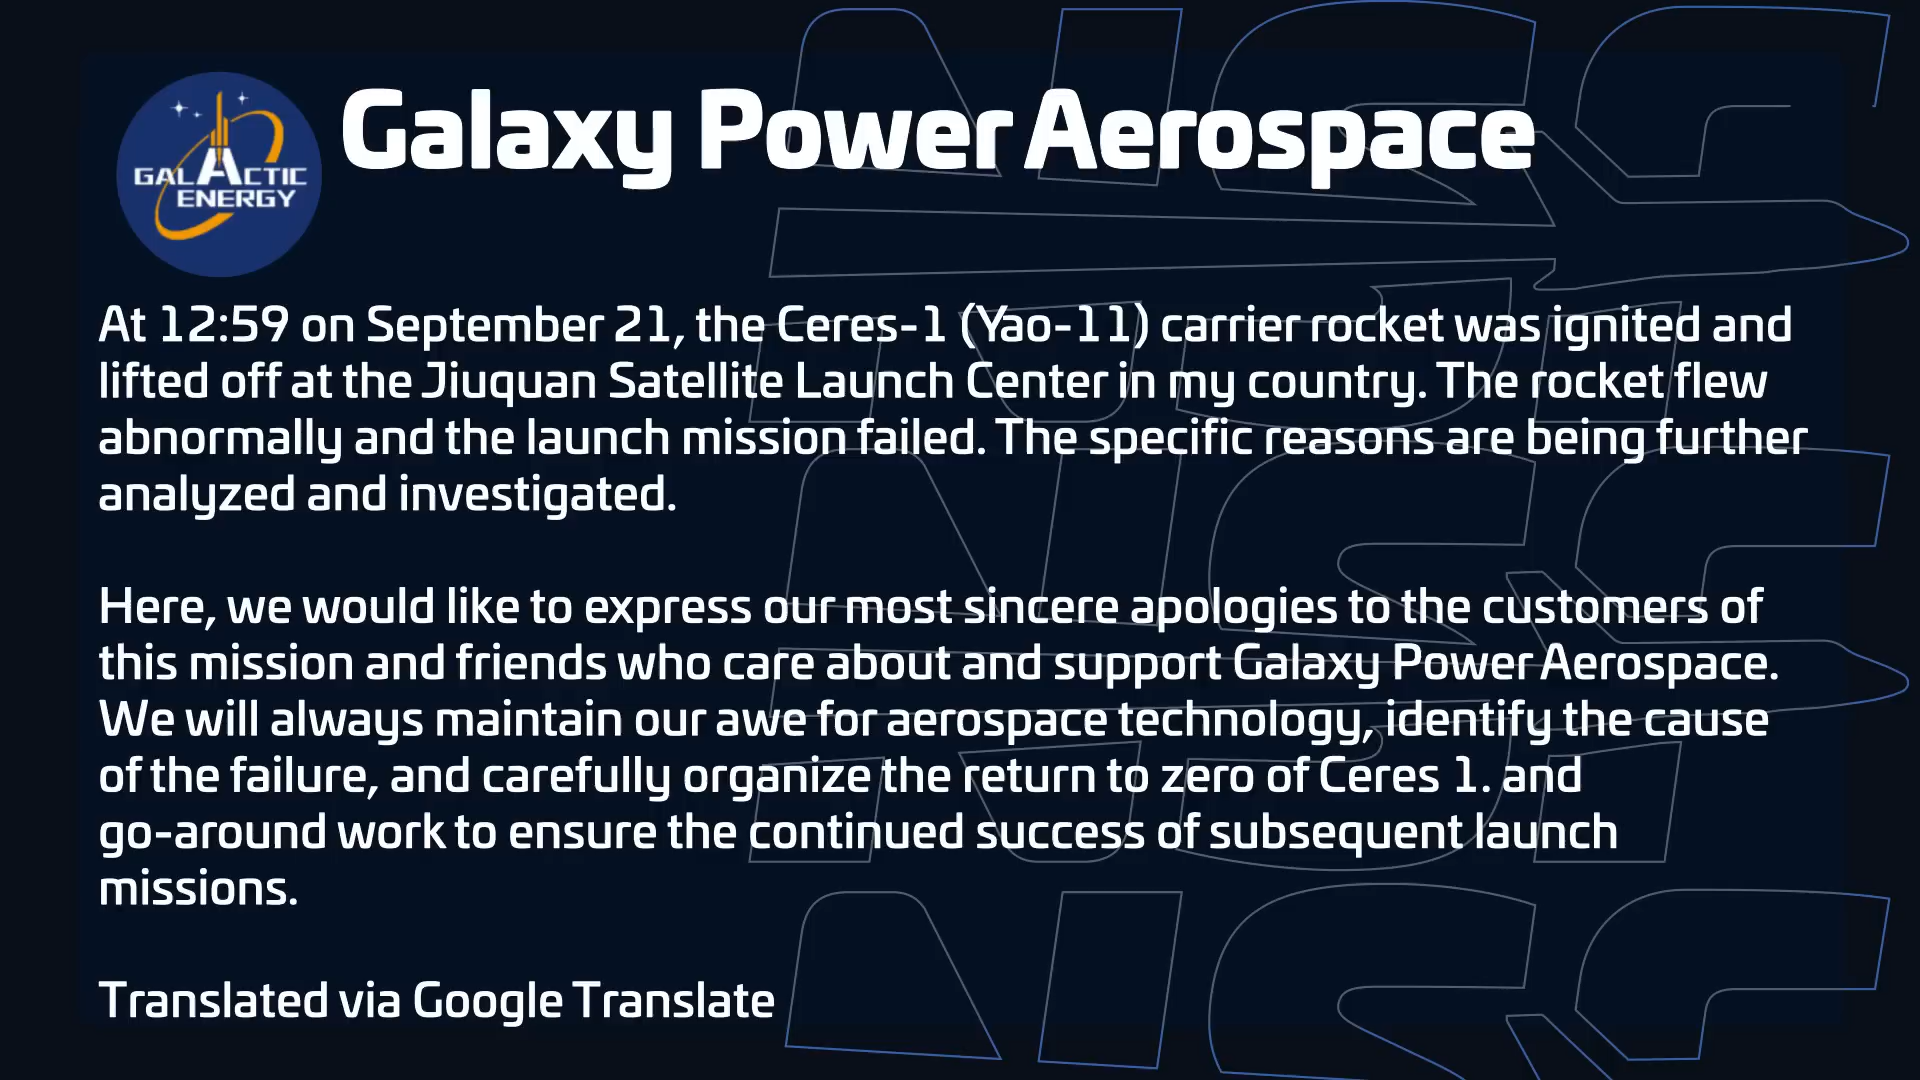 GALACTIC
ENERGY
Galaxy Power Aerospace
At 12:59 on September 21, the Ceres-1 (Yao-11) carrier rocket was ignited and
lifted off at the Jiuquan Satellite Launch Center in my country. The rocket flew
abnormally and the launch mission failed. The specific reasons are being further
analyzed and investigated.
Here, we would like to express our most sincere apologies to the customers of
this mission and friends who care about and support Galaxy Power Aerospace.
We will always maintain our awe for aerospace technology, identify the cause
of the failure, and carefully organize the return to zero of Ceres 1. and
go-around work to ensure the continued success of subsequent launch
missions.
Translated via Google Translate